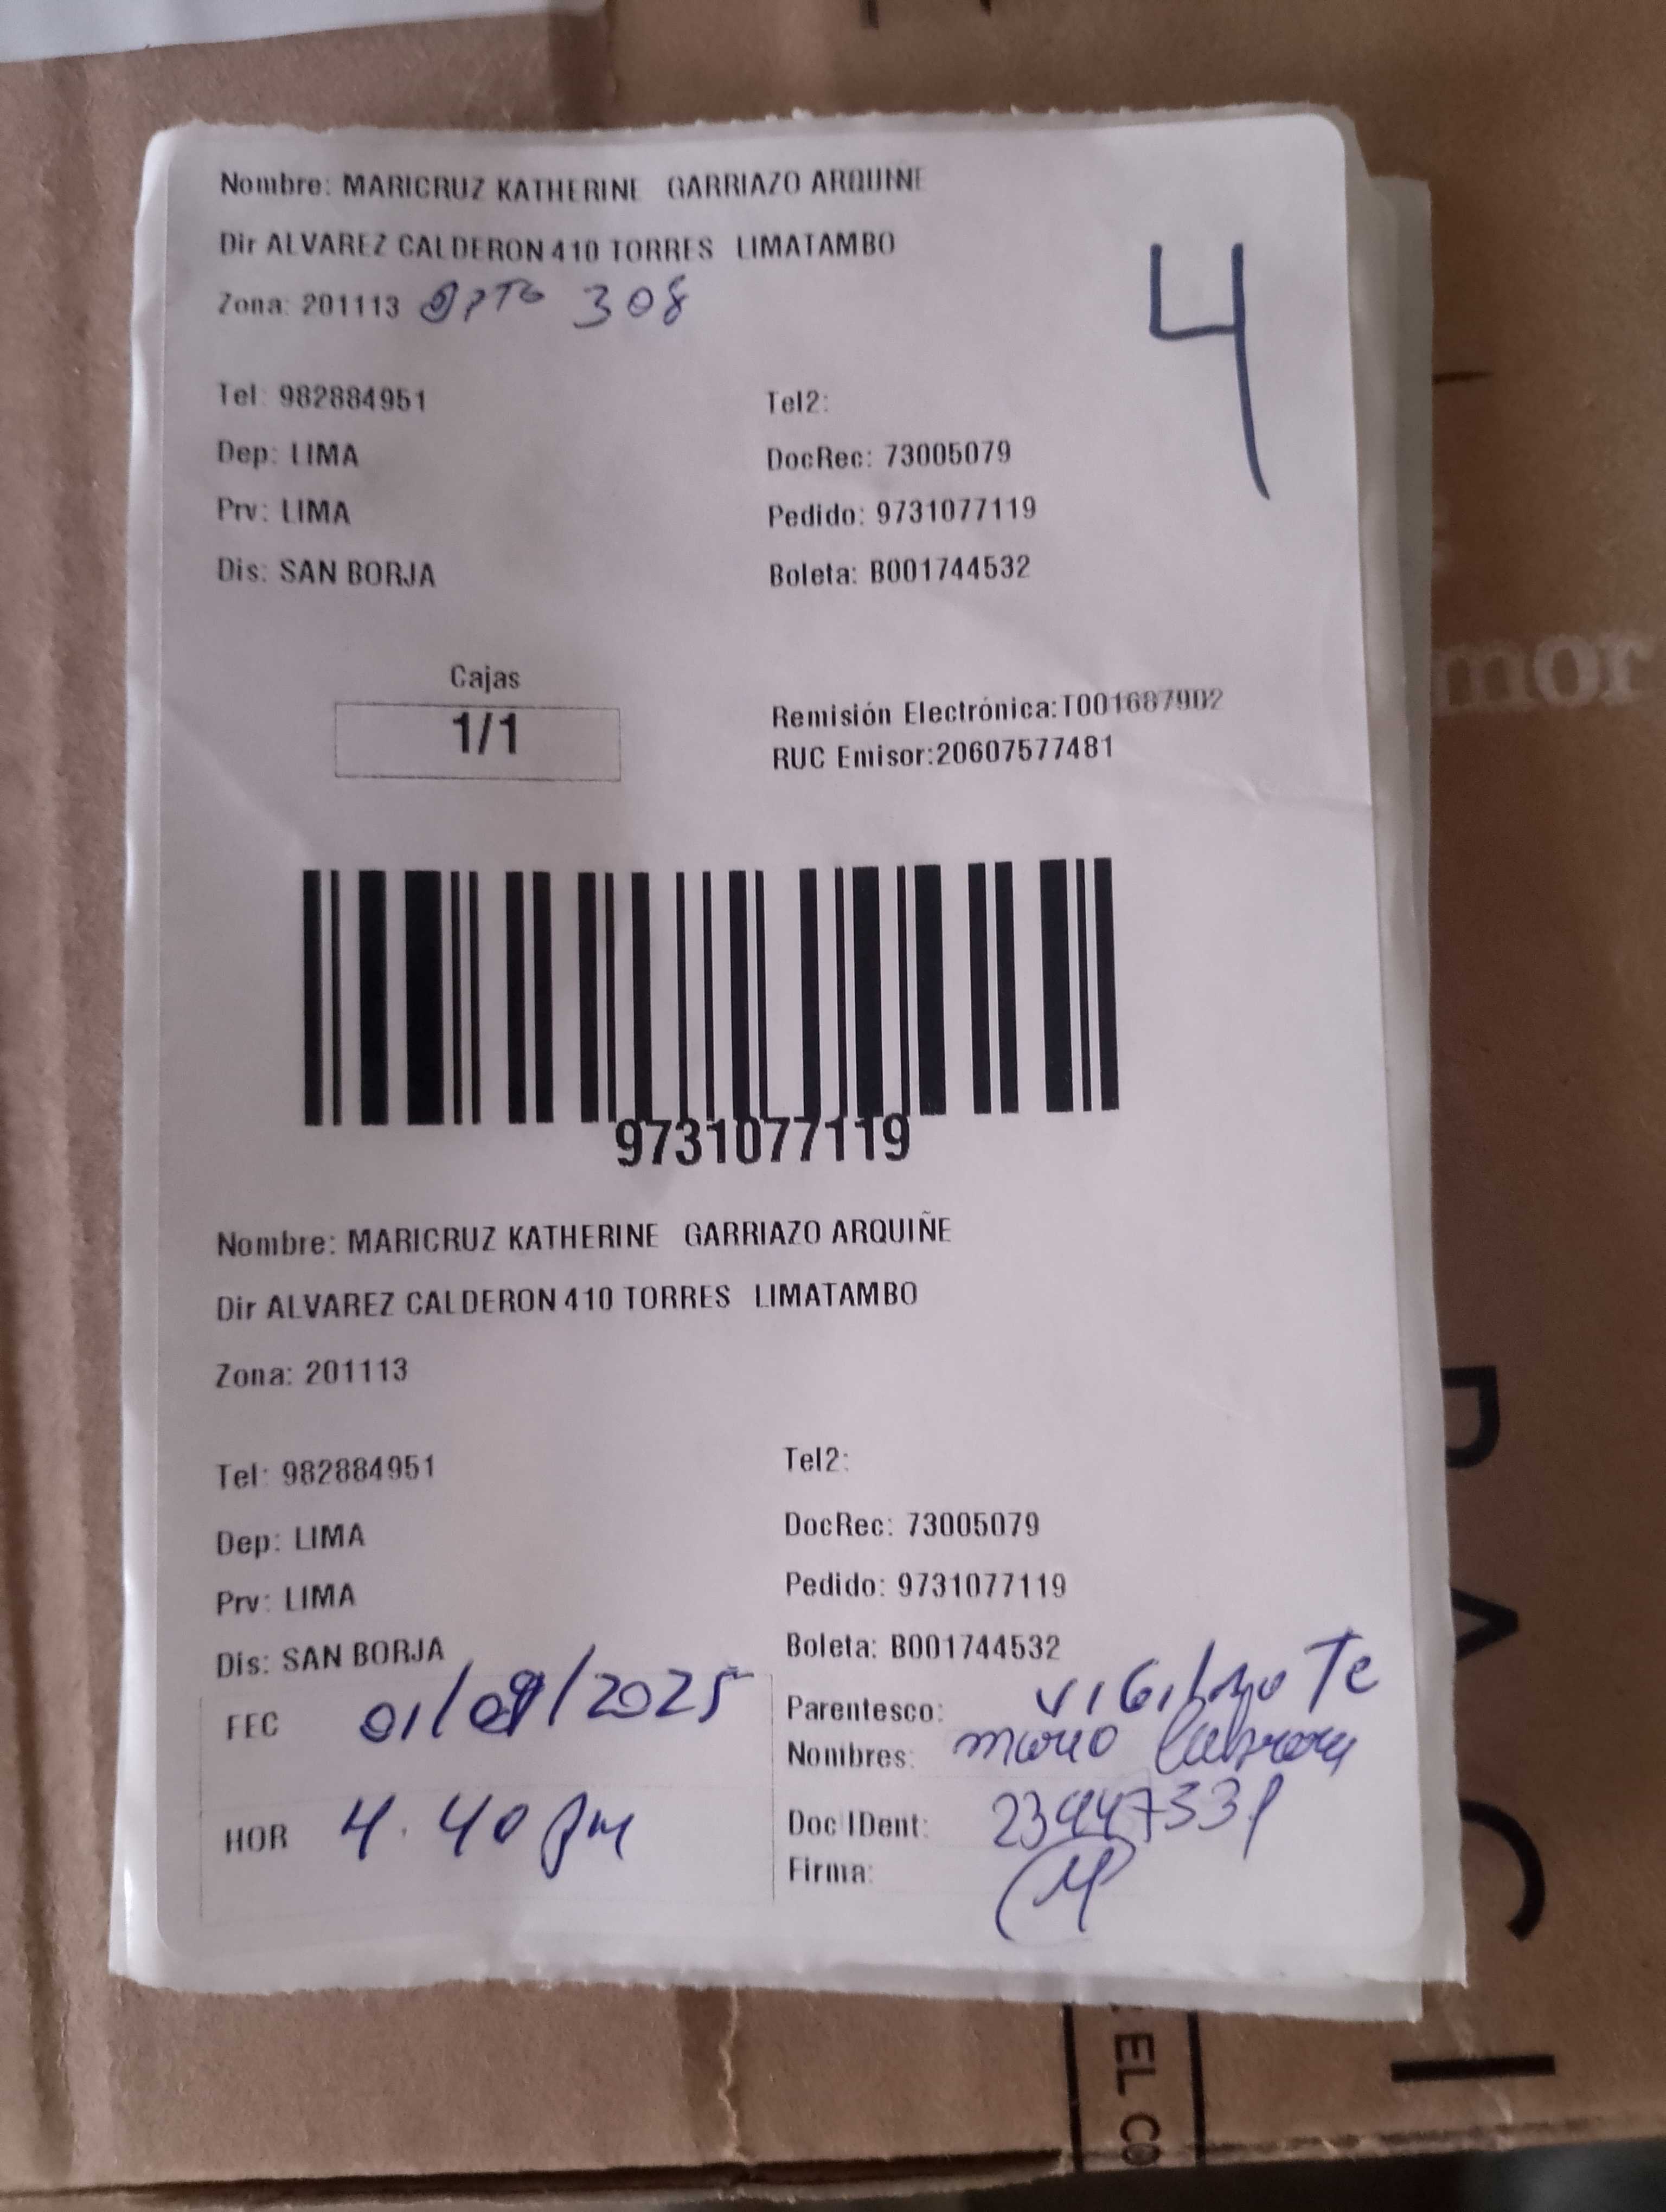 Nombre: MARICRUZ KATHERINE GARRIAZO ARQUIÑE
Dir ALVAREZ CALDERON 410 TORRES LIMATAMBO
Zona: 201113 DPTO 308
4
Tel: 982884951 Tel2:
Dep: LIMA DocRec: 73005079
Prv: LIMA Pedido: 9731077119
Dis: SAN BORJA Boleta: B001744532
Cajas
1/1
Remisión Electrónica:T001687902
RUC Emisor:20607577481
9731077119
Nombre: MARICRUZ KATHERINE GARRIAZO ARQUIÑE
Dir ALVAREZ CALDERON 410 TORRES LIMATAMBO
Zona: 201113
Tel: 982884951 Tel2:
Dep: LIMA DocRec: 73005079
Prv: LIMA Pedido: 9731077119
Dis: SAN BORJA Boleta: B001744532
FEC Parentesco: VIGILANTE
Nombres: Mario Cabrera
HOR 4.40 pm Doc IDent:
Firma:
mor
EL CO